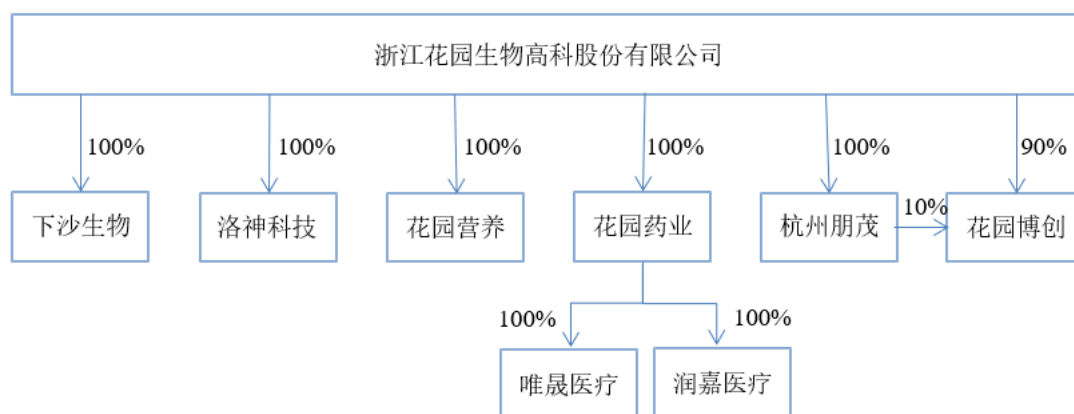 浙江花园生物高科股份有限公司
100%
100%
100%
100%
100%
90%
下沙生物
洛神科技
花园营养
花园药业
杭州朋茂
10%
花园博创
100%
100%
唯晟医疗
润嘉医疗